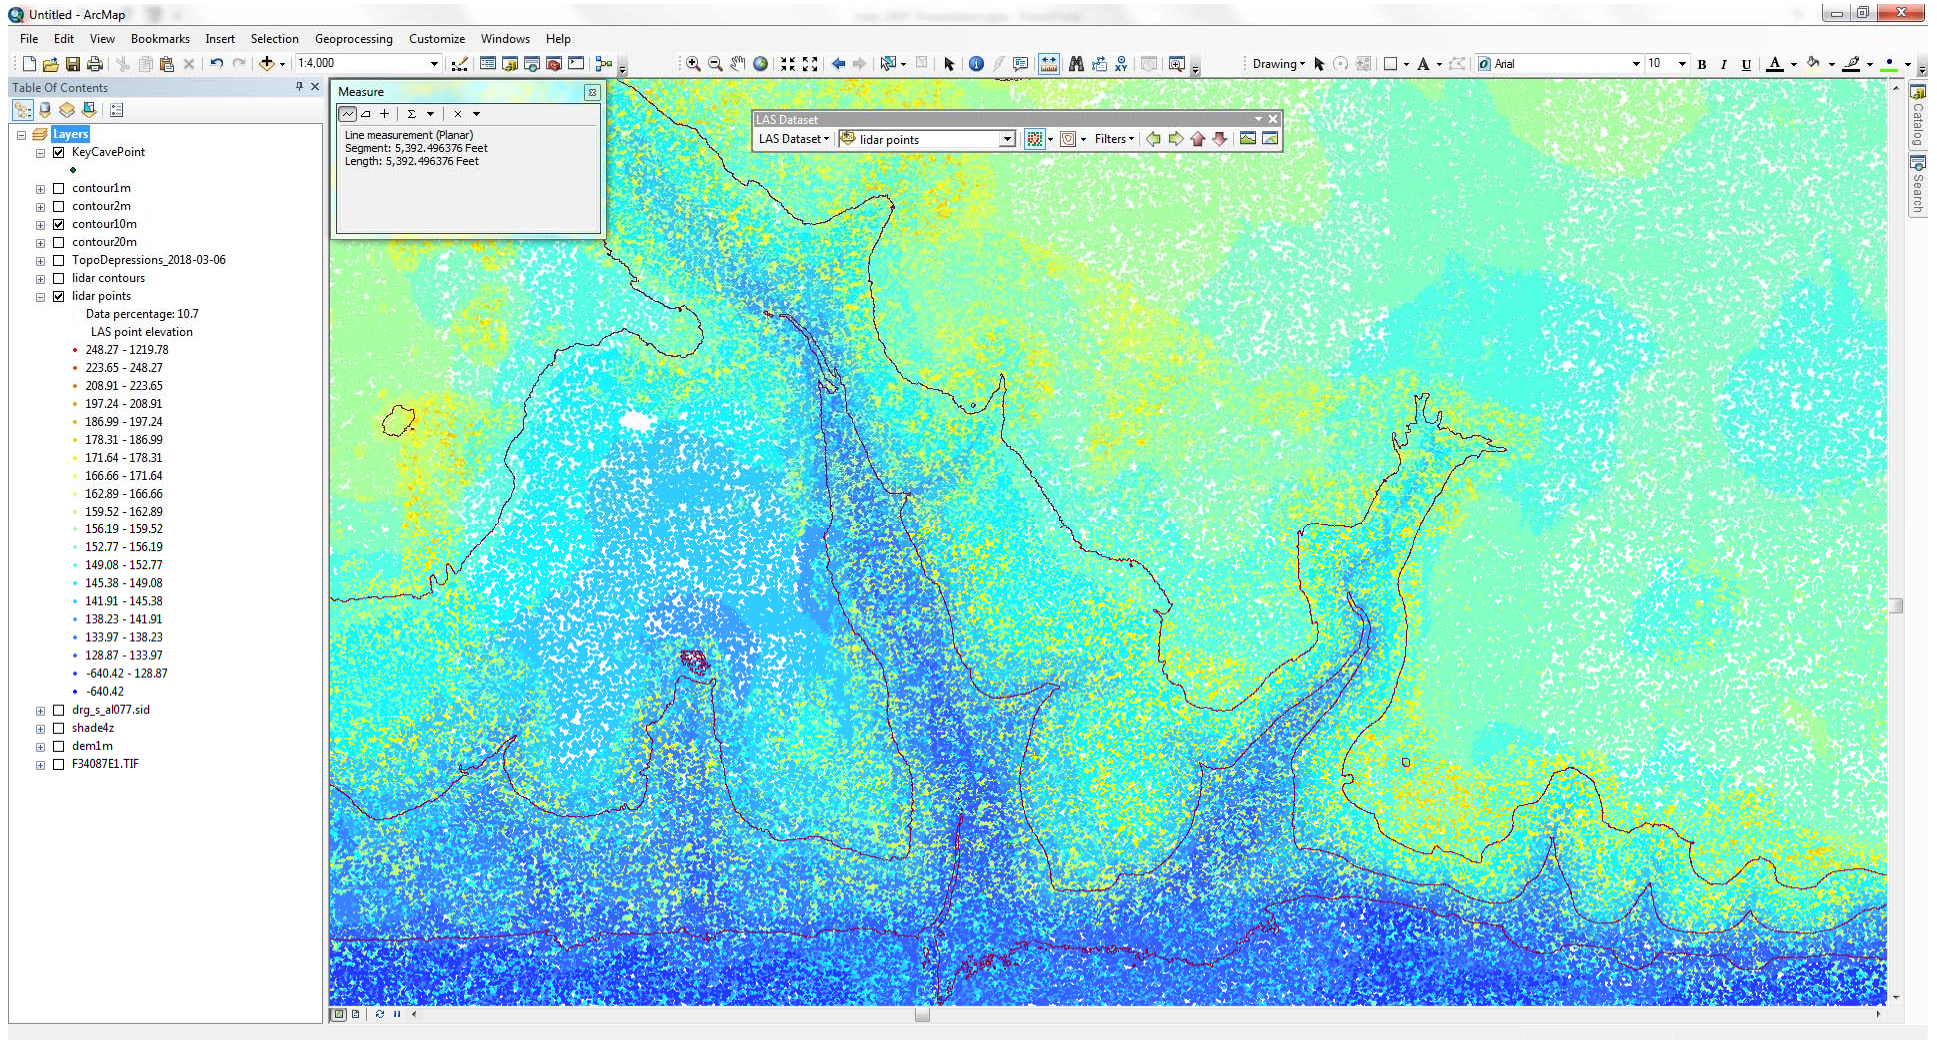 Untitled - ArcMap
File Edit View Bookmarks Insert Selection Geoprocessing Customize Windows Help
1:4,000
Drawing
Arial
10
B I U A
Table Of Contents
Layers
KeyCavePoint
contour1m
contour2m
contour10m
contour20m
TopoDepressions_2018-03-06
lidar contours
lidar points
Data percentage: 10.7
LAS point elevation
248.27 - 1219.78
223.65 - 248.27
208.91 - 223.65
197.24 - 208.91
186.99 - 197.24
178.31 - 186.99
171.64 - 178.31
166.66 - 171.64
162.89 - 166.66
159.52 - 162.89
156.19 - 159.52
152.77 - 156.19
149.08 - 152.77
145.38 - 149.08
141.91 - 145.38
138.23 - 141.91
133.97 - 138.23
128.87 - 133.97
-640.42 - 128.87
-640.42
drg_s_al077.sid
shade4z
dem1m
F34087E1.TIF
Measure
Line measurement (Planar)
Segment: 5,392.496376 Feet
Length: 5,392.496376 Feet
LAS Dataset
LAS Dataset
lidar points
Filters
Catalog
Search